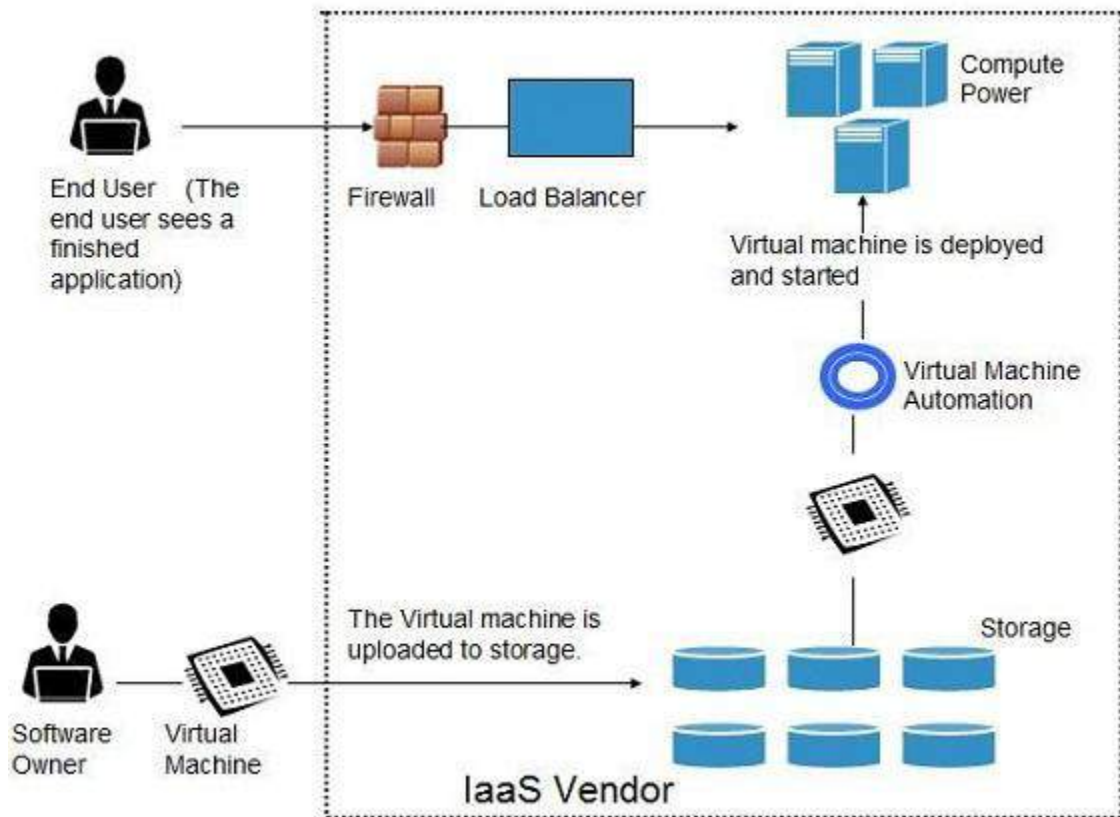 Compute
Power
End User (The
end user sees a
finished
application)
Firewall
Load Balancer
Virtual machine is deployed
and started
Virtual Machine
Automation
The Virtual machine is
uploaded to storage.
Storage
Software
Owner
Virtual
Machine
IaaS Vendor